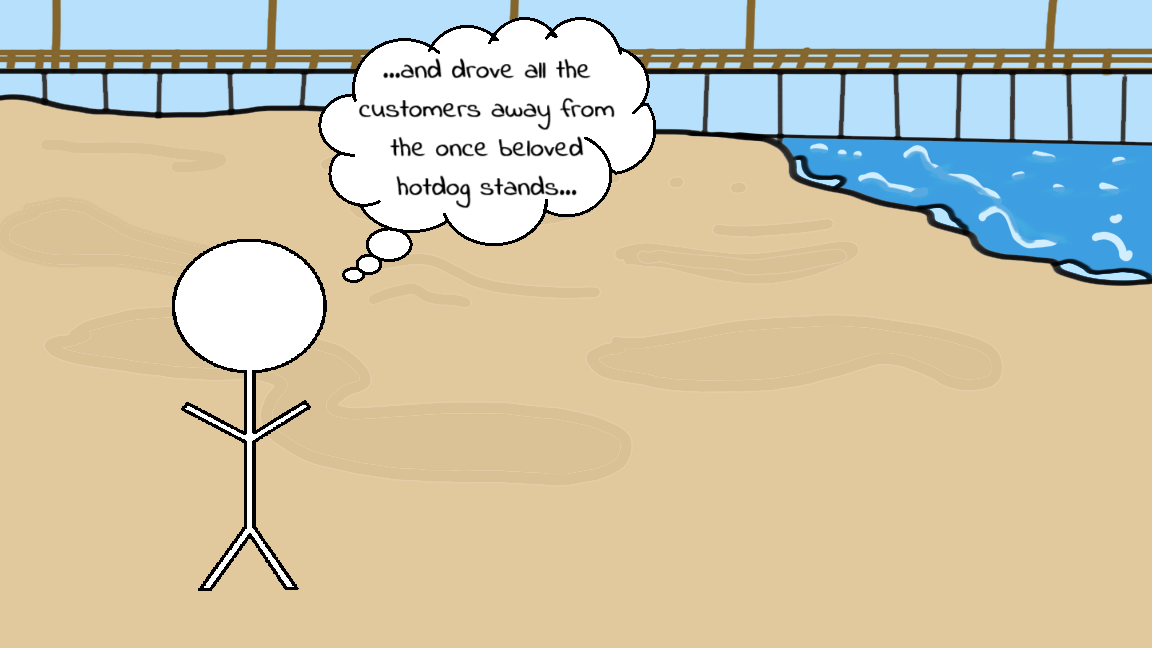 ...and drove all the
customers away from
the once beloved
hotdog stands...